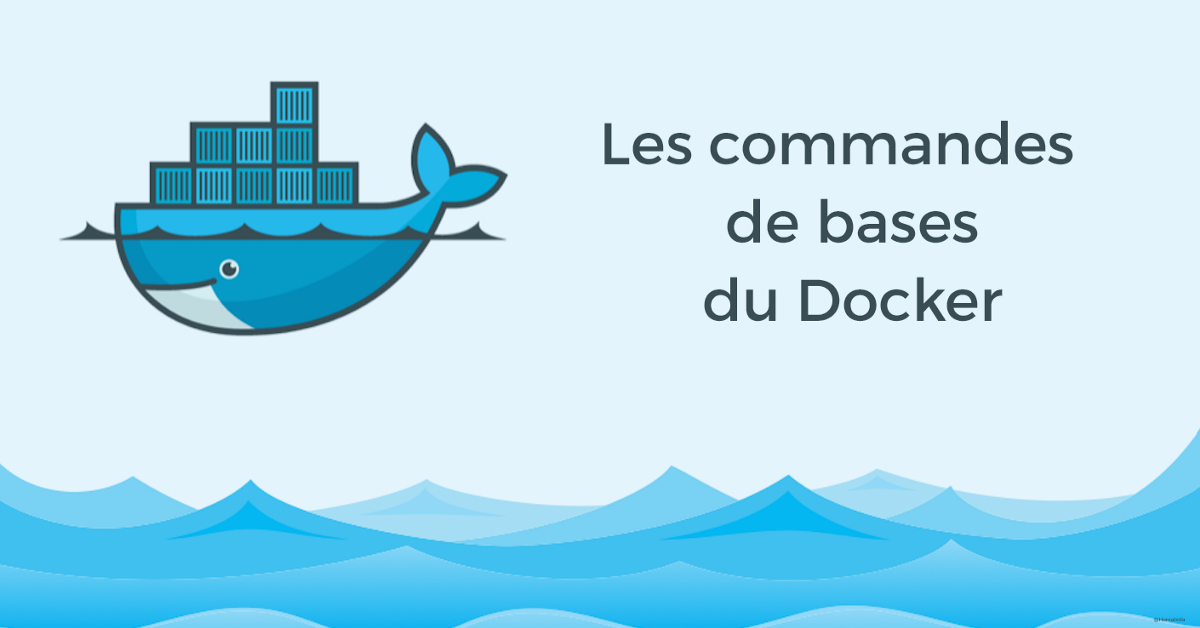 Les commandes
de bases
du Docker